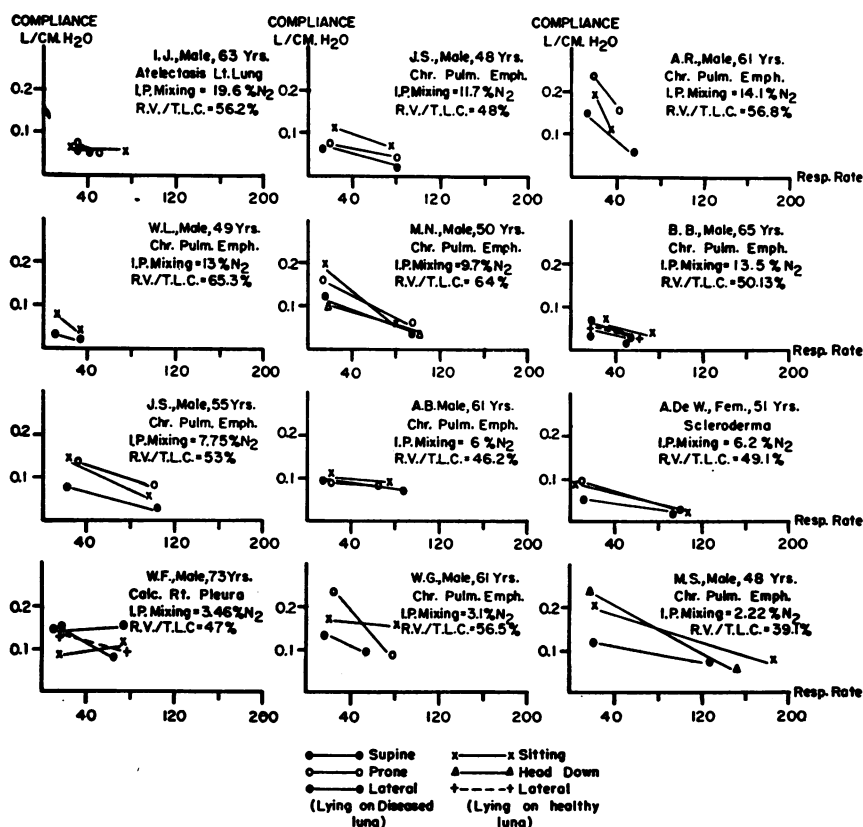 COMPLIANCE
L/CM. H2O
I.J., Male, 63 Yrs.
Atelectasis Lt. Lung
I.P. Mixing = 19.6 %N2
R.V./T.L.C. = 56.2%
0.2
0.1
40 120 200
COMPLIANCE
L/CM. H2O
J.S., Male, 48 Yrs.
Chr. Pulm. Emph.
I.P. Mixing = 11.7 %N2
R.V./T.L.C. = 48%
0.2
0.1
40 120 200
COMPLIANCE
L/CM. H2O
A.R., Male, 61 Yrs.
Chr. Pulm. Emph.
I.P. Mixing = 14.1 %N2
R.V./T.L.C. = 56.8%
0.2
0.1
Resp. Rate
40 120 200
W.L., Male, 49 Yrs.
Chr. Pulm. Emph.
I.P. Mixing = 13 % N2
R.V./T.L.C. = 65.3%
0.2
0.1
40 120 200
M.N., Male, 50 Yrs.
Chr. Pulm. Emph.
I.P. Mixing = 9.7 % N2
R.V./T.L.C. = 64 %
0.2
0.1
40 120 200
B.B., Male, 65 Yrs.
Chr. Pulm. Emph.
I.P. Mixing = 13.5 % N2
R.V./T.L.C. = 50.13%
0.2
0.1
Resp. Rate
40 120 200
J.S., Male, 55 Yrs.
Chr. Pulm. Emph.
I.P. Mixing = 7.75 % N2
R.V./T.L.C. = 53 %
0.2
0.1
40 120 200
A.B. Male, 61 Yrs.
Chr. Pulm. Emph.
I.P. Mixing = 6 % N2
R.V./T.L.C. = 46.2%
0.2
0.1
40 120 200
A. De W., Fem., 51 Yrs.
Scleroderma
I.P. Mixing = 6.2 % N2
R.V./T.L.C. = 49.1 %
0.2
0.1
Resp. Rate
40 120 200
W.F., Male, 73 Yrs.
Calc. Rt. Pleura
I.P. Mixing = 3.46% N2
R.V./T.L.C. = 47 %
0.2
0.1
40 120 200
W.G., Male, 61 Yrs.
Chr. Pulm. Emph.
I.P. Mixing = 3.1 % N2
R.V./T.L.C. = 56.5%
0.2
0.1
40 120 200
M.S., Male, 48 Yrs.
Chr. Pulm. Emph.
I.P. Mixing = 2.22 % N2
R.V./T.L.C. = 39.1%
0.2
0.1
Resp. Rate
40 120 200
Supine
Prone
Lateral
(Lying on Diseased
lung)
Sitting
Head Down
Lateral
(Lying on healthy
lung)